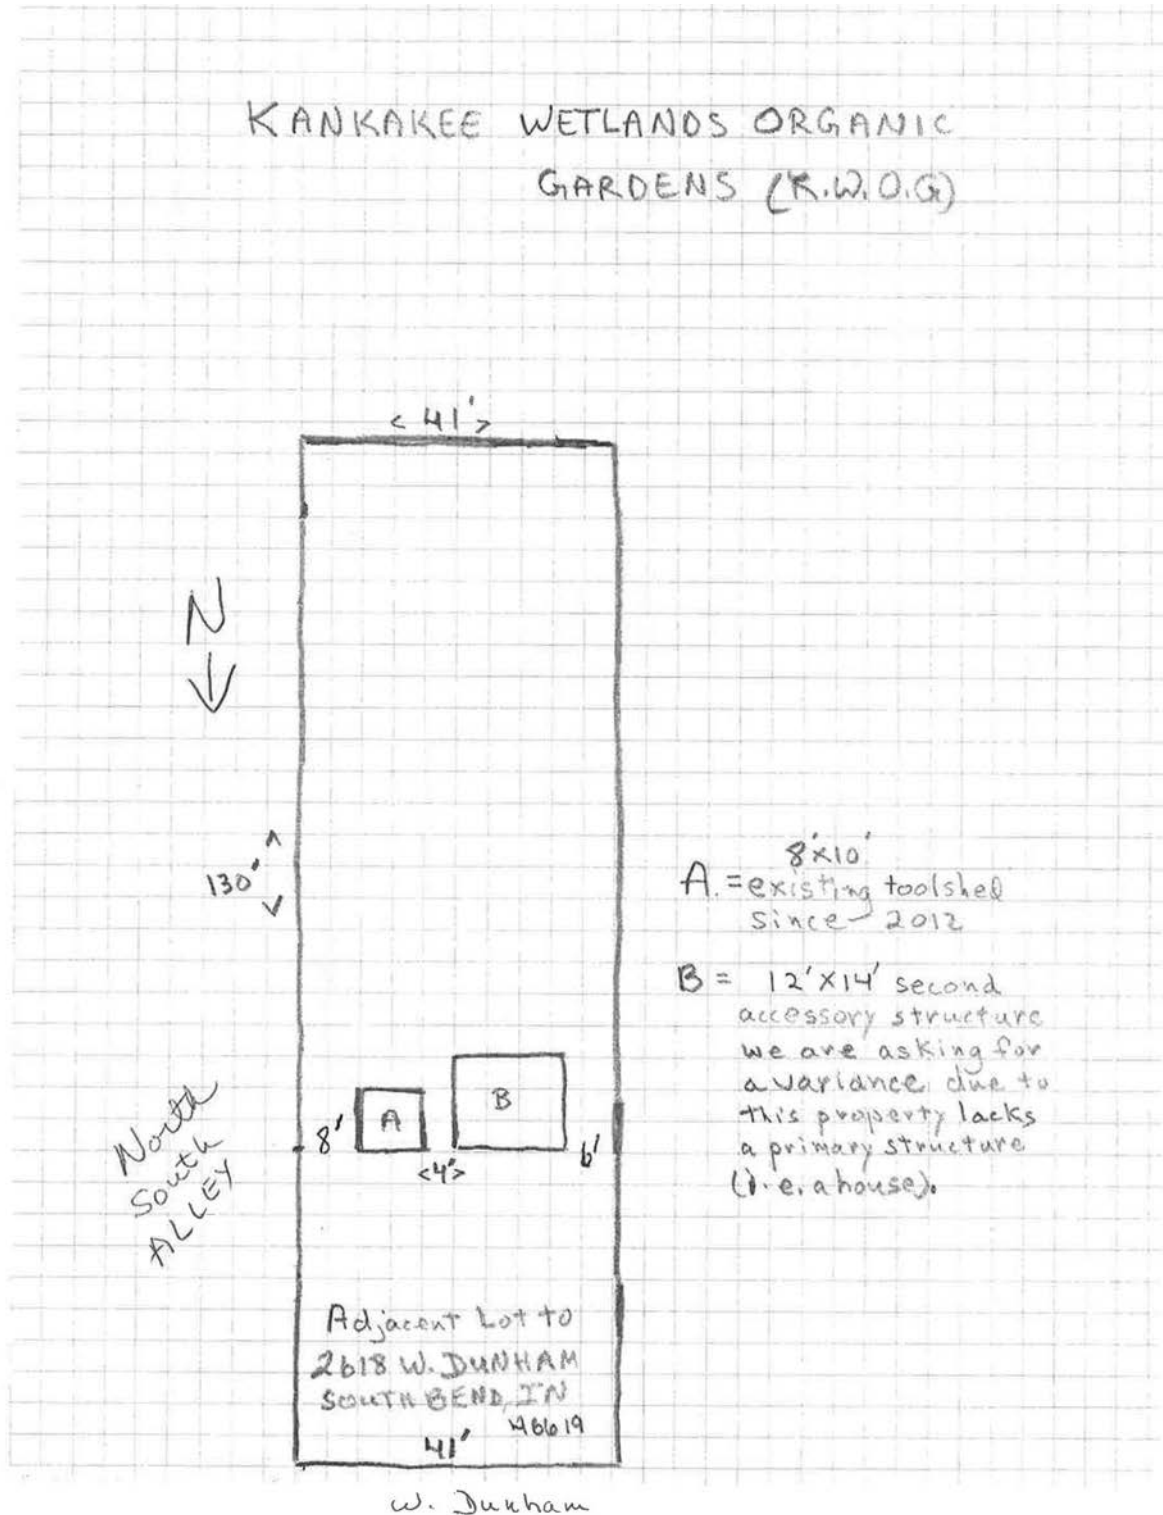 KANKAKEE WETLANDS ORGANIC
GARDENS (K.W.O.G)
<41'>
N
130'
8'x10'
A.=existing toolshed
since- 2012
B = 12'X14' second
accessory structure
we are asking for
a variance due to
this property lacks
a primary structure
(i.e. a house).
North
South
ALLEY
8'
A
<4'>
B
6'
Adjacent Lot to
2618 W. DUNHAM
SOUTH BEND, IN
46619
41'
W. Dunham